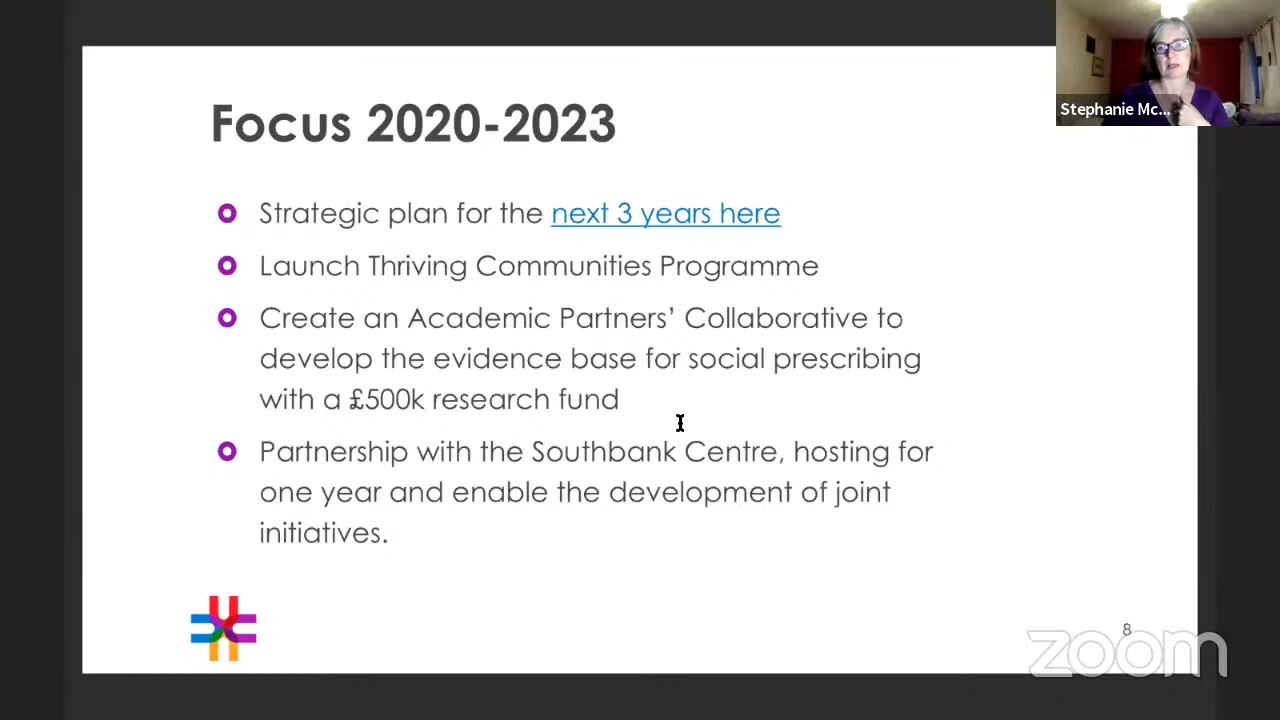 Stephanie Mc...
Focus 2020-2023
Strategic plan for the next 3 years here
Launch Thriving Communities Programme
Create an Academic Partners’ Collaborative to
develop the evidence base for social prescribing
with a £500k research fund
Partnership with the Southbank Centre, hosting for
one year and enable the development of joint
initiatives.
8
zoom